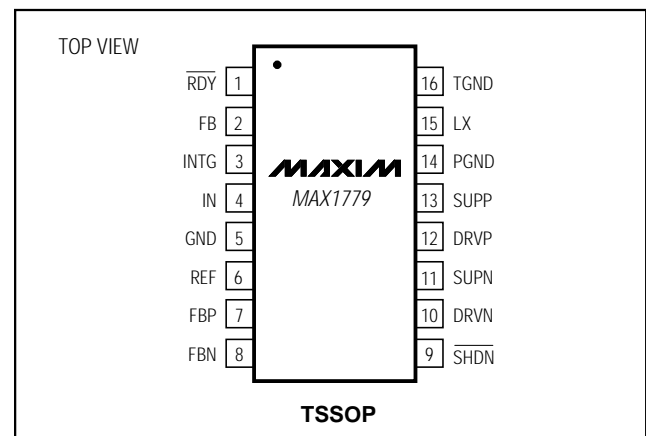 TOP VIEW
RDY 1
FB 2
INTG 3
IN 4
GND 5
REF 6
FBP 7
FBN 8
MAXIM
MAX1779
16 TGND
15 LX
14 PGND
13 SUPP
12 DRVP
11 SUPN
10 DRVN
9 SHDN
TSSOP